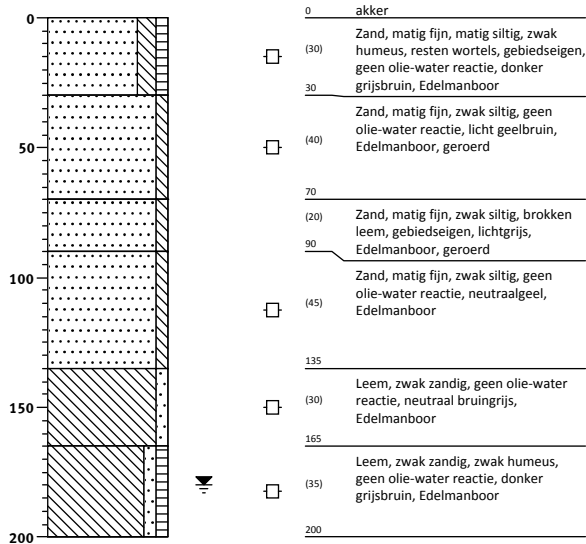 0
50
100
150
200
0 akker
(30) Zand, matig fijn, matig siltig, zwak
humeus, resten wortels, gebiedseigen,
geen olie-water reactie, donker
grijsbruin, Edelmanboor
30
(40) Zand, matig fijn, zwak siltig, geen
olie-water reactie, licht geelbruin,
Edelmanboor, geroerd
70
(20) Zand, matig fijn, zwak siltig, brokken
leem, gebiedseigen, lichtgrijs,
Edelmanboor, geroerd
90
(45) Zand, matig fijn, zwak siltig, geen
olie-water reactie, neutraalgeel,
Edelmanboor
135
(30) Leem, zwak zandig, geen olie-water
reactie, neutraal bruingrijs,
Edelmanboor
165
(35) Leem, zwak zandig, zwak humeus,
geen olie-water reactie, donker
grijsbruin, Edelmanboor
200